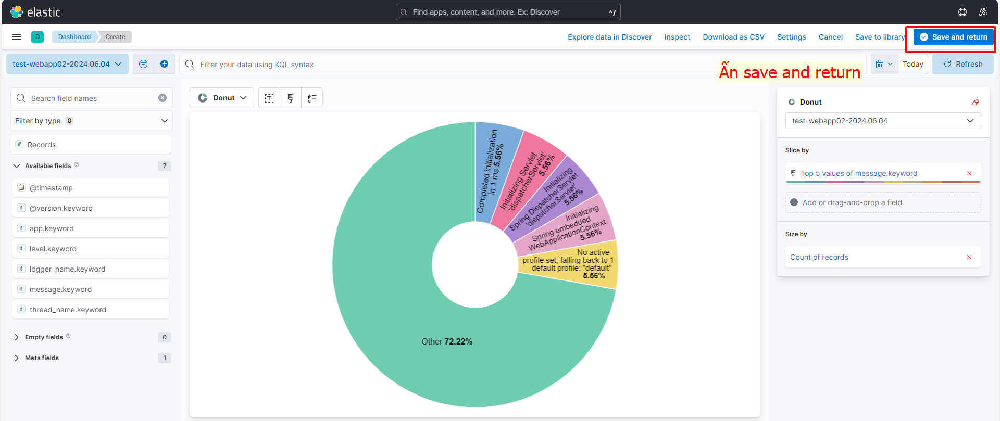 elastic
Find apps, content, and more. Ex: Discover
^/
D
Dashboard
Create
Explore data in Discover
Inspect
Download as CSV
Settings
Cancel
Save to library
Save and return
test-webapp02-2024.06.04
Filter your data using KQL syntax
Today
Refresh
Ấn save and return
Search field names
Filter by type 0
# Records
Available fields 7
@timestamp
t @version.keyword
t app.keyword
t level.keyword
t logger_name.keyword
t message.keyword
t thread_name.keyword
Empty fields 0
Meta fields 1
Donut
Completed initialization
in 1 ms 5.56%
Initializing Servlet
'dispatcherServlet'
5.56%
Initializing
Spring DispatcherServlet
'dispatcherServlet'
5.56%
Initializing
Spring embedded
WebApplicationContext
5.56%
No active
profile set, falling back to 1
default profile: "default"
5.56%
Other 72.22%
Donut
test-webapp02-2024.06.04
Slice by
Top 5 values of message.keyword
Add or drag-and-drop a field
Size by
Count of records